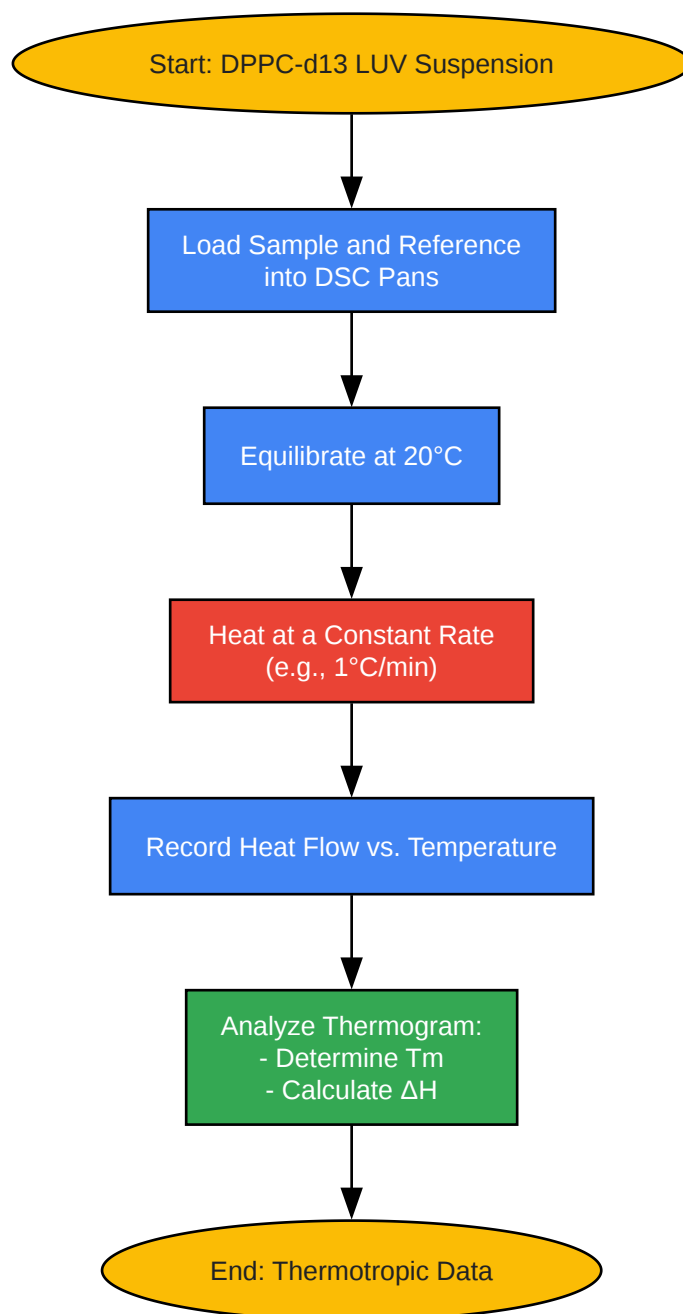 Start: DPPC-d13 LUV Suspension
Load Sample and Reference
into DSC Pans
Equilibrate at 20°C
Heat at a Constant Rate
(e.g., 1°C/min)
Record Heat Flow vs. Temperature
Analyze Thermogram:
- Determine Tm
- Calculate ΔH
End: Thermotropic Data